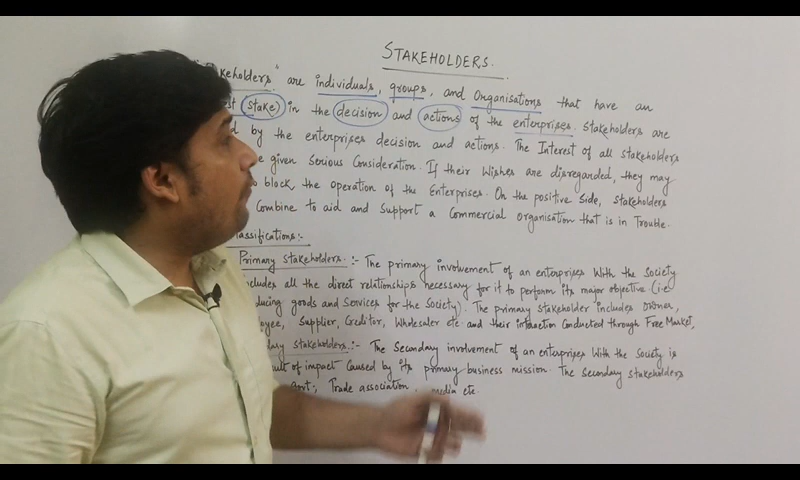 STAKEHOLDERS.
keholders" are individuals, groups, and organisations that have an
(stake) in the decision and actions of the enterprises. Stakeholders are
by the enterprises decision and actions. The Interest of all stakeholders
given Serious Consideration. If their Wishes are disregarded, they may
block the operation of the Enterprises. On the positive Side, Stakeholders
Combine to aid and Support a Commercial Organisation that is in Trouble.
lassifications:-
Primary Stakeholders.:- The primary involvement of an enterprises With the Society
cludes all the direct relationships necessary for it to perform its major objective (i.e
ducing goods and Services for the Society). The primary Stakeholder includes owner,
oyee, Supplier, Creditor, Wholesaler etc. and their interaction Conducted through Free Market,
dary Stakeholders.:- The Secondary involvement of an enterprises With the Society is
ult of impact Caused by its primary business mission. The Secondary Stakeholders
Govt., Trade association, media etc.